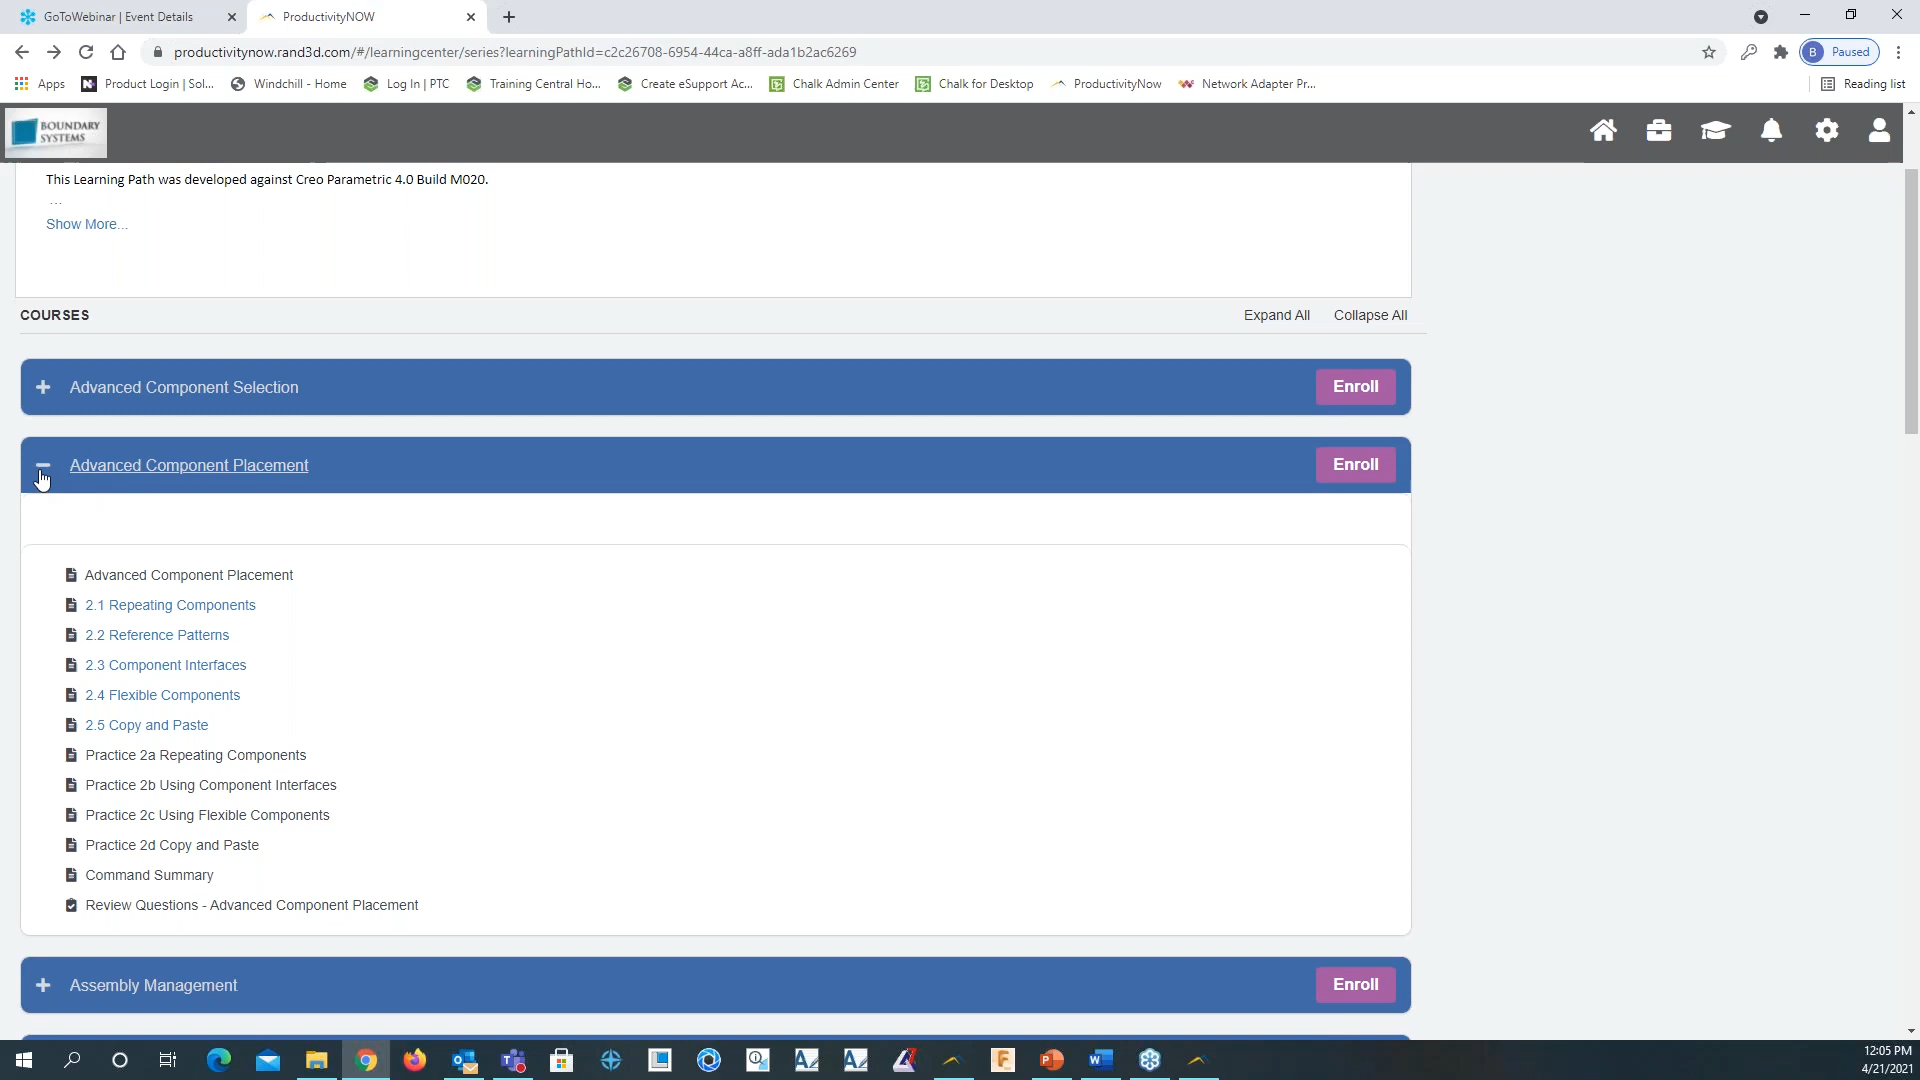 GoToWebinar | Event Details
ProductivityNOW
productivitynow.rand3d.com/#/learningcenter/series?learningPathId=c2c26708-6954-44ca-a8ff-ada1b2ac6269
B Paused
Apps
Product Login | Sol...
Windchill - Home
Log In | PTC
Training Central Ho...
Create eSupport Ac...
Chalk Admin Center
Chalk for Desktop
ProductivityNow
Network Adapter Pr...
Reading list
BOUNDARY
SYSTEMS
This Learning Path was developed against Creo Parametric 4.0 Build M020.
...
Show More...
COURSES
Expand All
Collapse All
Advanced Component Selection
Enroll
Advanced Component Placement
Enroll
Advanced Component Placement
2.1 Repeating Components
2.2 Reference Patterns
2.3 Component Interfaces
2.4 Flexible Components
2.5 Copy and Paste
Practice 2a Repeating Components
Practice 2b Using Component Interfaces
Practice 2c Using Flexible Components
Practice 2d Copy and Paste
Command Summary
Review Questions - Advanced Component Placement
Assembly Management
Enroll
12:05 PM
4/21/2021